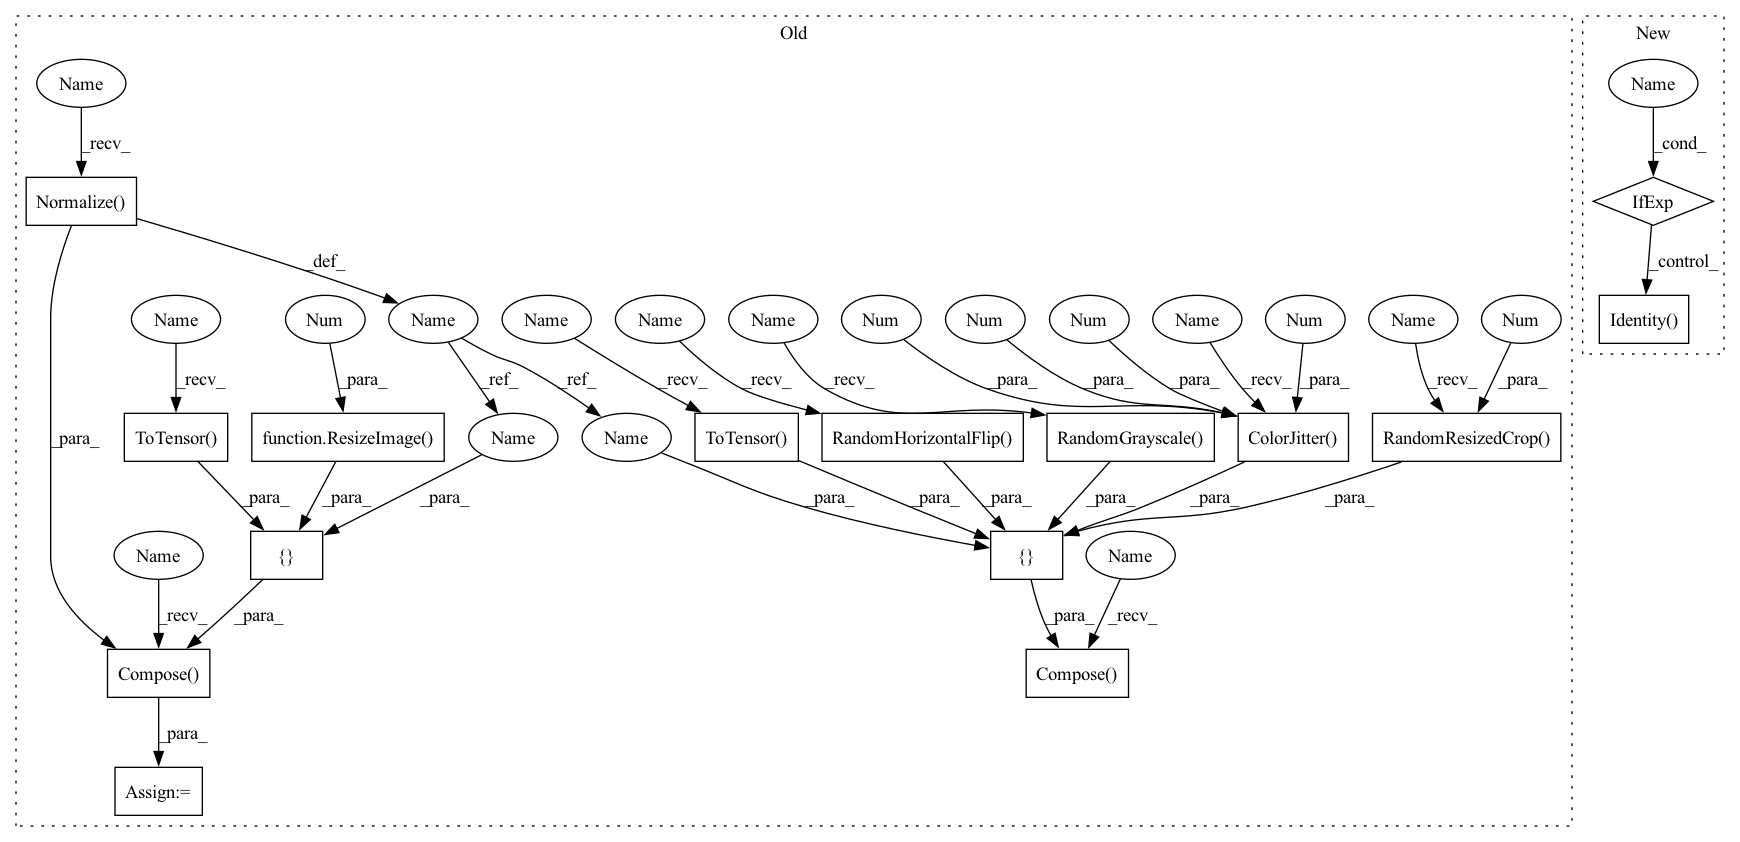 Old
New
Name
Name
_recv_
_cond_
Normalize()
IfExp
_def_
_control_
Name
Num
Name
Name
Name
Name
Num
Num
Num
Name
Num
Name
Num
Identity()
_recv_
_para_
_ref_
_ref_
_recv_
_recv_
_recv_
_para_
_para_
_para_
_recv_
_para_
_recv_
_para_
_para_
ToTensor()
function.ResizeImage()
Name
Name
ToTensor()
RandomHorizontalFlip()
RandomGrayscale()
ColorJitter()
RandomResizedCrop()
_para_
_para_
_para_
_para_
_para_
_para_
_para_
_para_
_para_
Name
{}
{}
Name
_recv_
_para_
_para_
_recv_
Compose()
Compose()
_para_
Assign:=